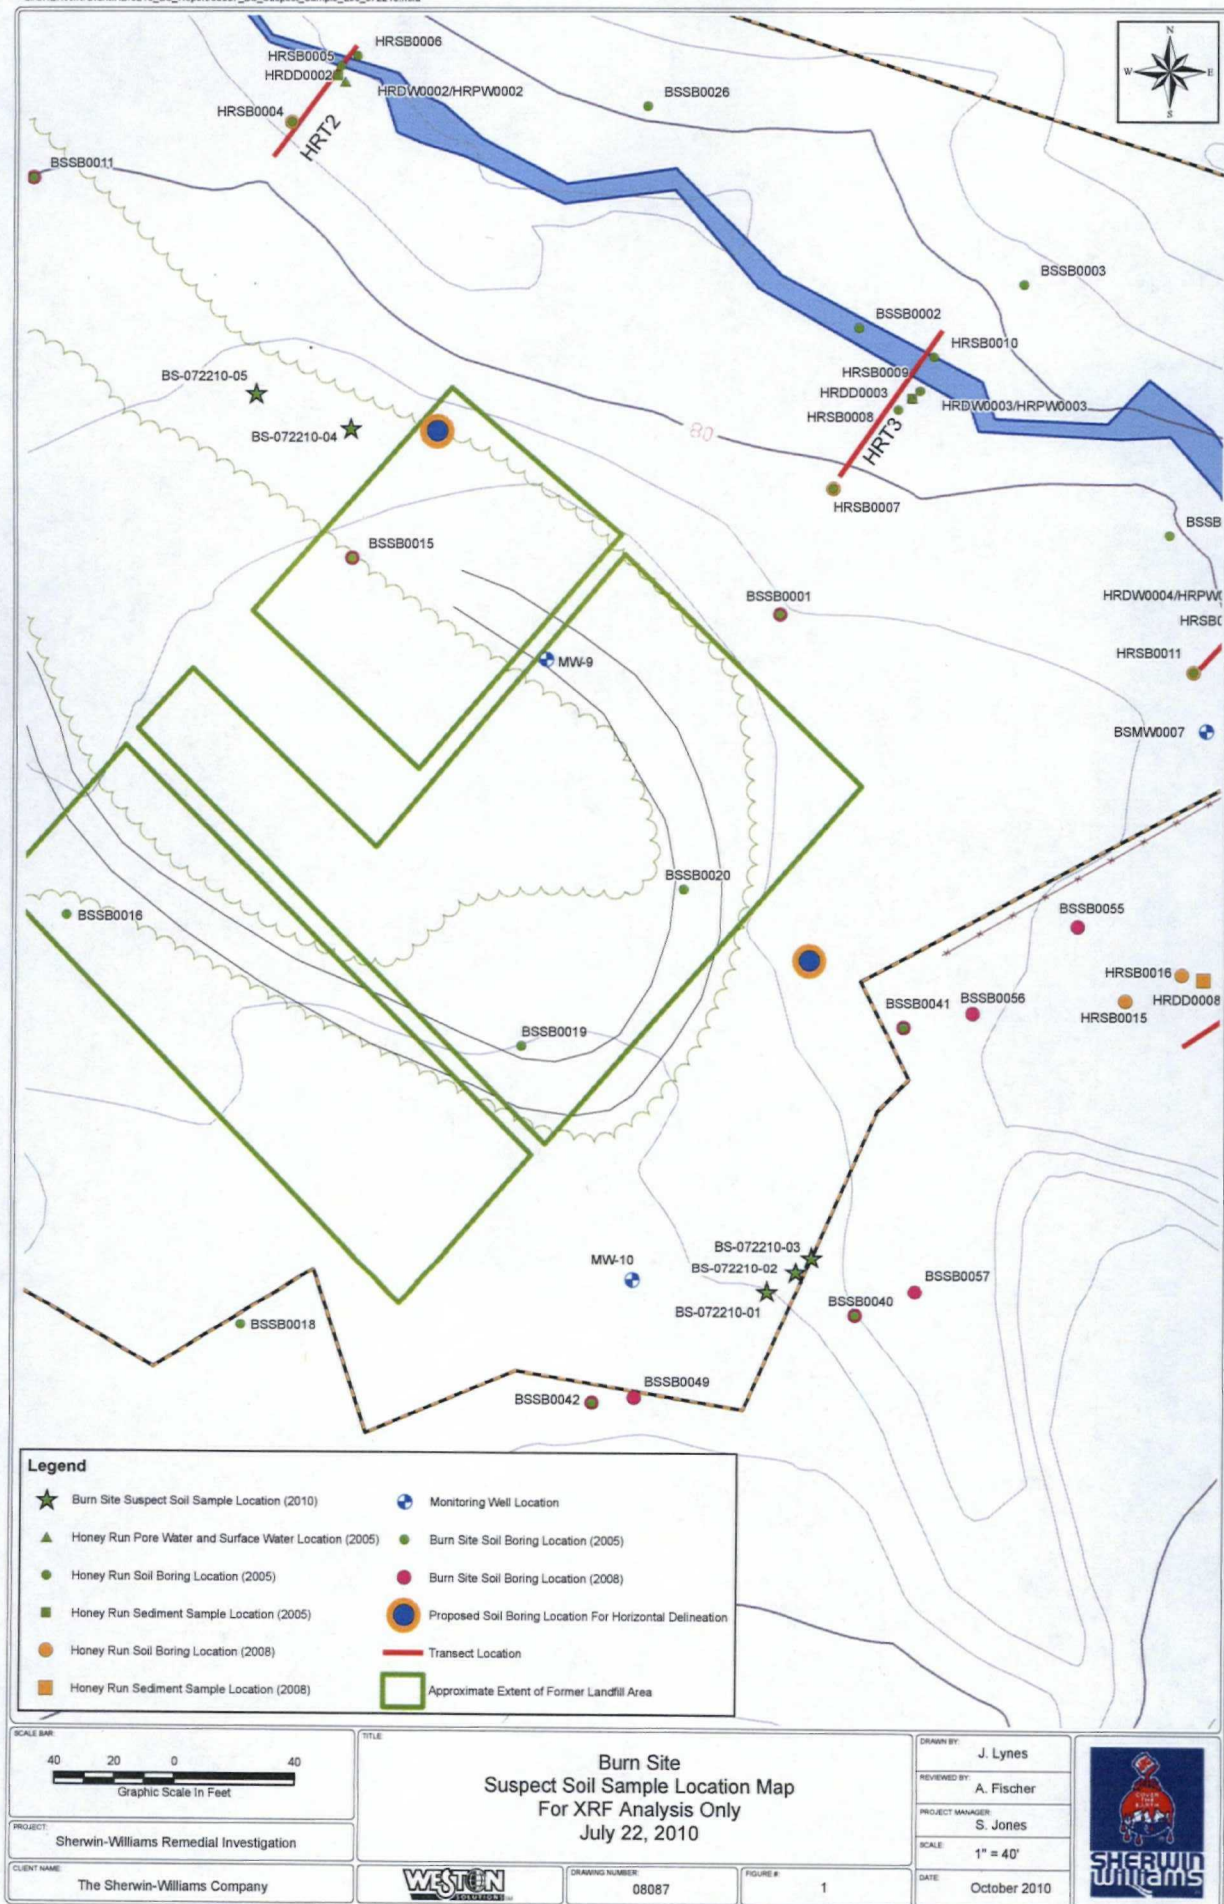 HRSB0006
HRSB0005
HRDD0002
HRDW0002/HRPW0002
BSSB0026
HRSB0004
HRT2
BSSB0011
N
W
E
S
BSSB0003
BSSB0002
HRSB0010
HRSB0009
BS-072210-05
HRDD0003
HRDW0003/HRPW0003
HRSB0008
BS-072210-04
80
HRT3
HRSB0007
BSSB
BSSB0015
BSSB0001
HRDW0004/HRPW
HRSB0
MW-9
HRSB0011
BSMW0007
BSSB0020
BSSB0016
BSSB0055
HRSB0016
BSSB0041
BSSB0056
HRDD0008
HRSB0015
BSSB0019
BS-072210-03
MW-10
BS-072210-02
BSSB0057
BS-072210-01
BSSB0040
BSSB0018
BSSB0049
BSSB0042
Legend
Burn Site Suspect Soil Sample Location (2010)
Honey Run Pore Water and Surface Water Location (2005)
Honey Run Soil Boring Location (2005)
Honey Run Sediment Sample Location (2005)
Honey Run Soil Boring Location (2008)
Honey Run Sediment Sample Location (2008)
Monitoring Well Location
Burn Site Soil Boring Location (2005)
Burn Site Soil Boring Location (2008)
Proposed Soil Boring Location For Horizontal Delineation
Transect Location
Approximate Extent of Former Landfill Area
SCALE BAR:
40 20 0 40
Graphic Scale In Feet
PROJECT:
Sherwin-Williams Remedial Investigation
CLIENT NAME:
The Sherwin-Williams Company
TITLE:
Burn Site
Suspect Soil Sample Location Map
For XRF Analysis Only
July 22, 2010
WESTON
SOLUTIONS
DRAWING NUMBER:
08087
FIGURE #:
1
DRAWN BY:
J. Lynes
REVIEWED BY:
A. Fischer
PROJECT MANAGER:
S. Jones
SCALE:
1" = 40'
DATE:
October 2010
COVER
THE
EARTH
SHERWIN
WILLIAMS